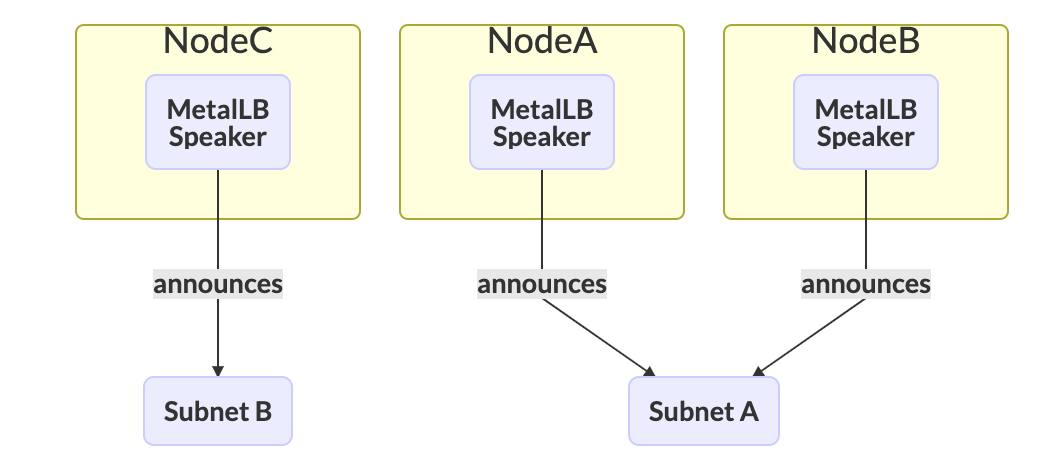 NodeC
NodeA
NodeB
MetalLB
Speaker
MetalLB
Speaker
MetalLB
Speaker
announces
announces
announces
Subnet B
Subnet A